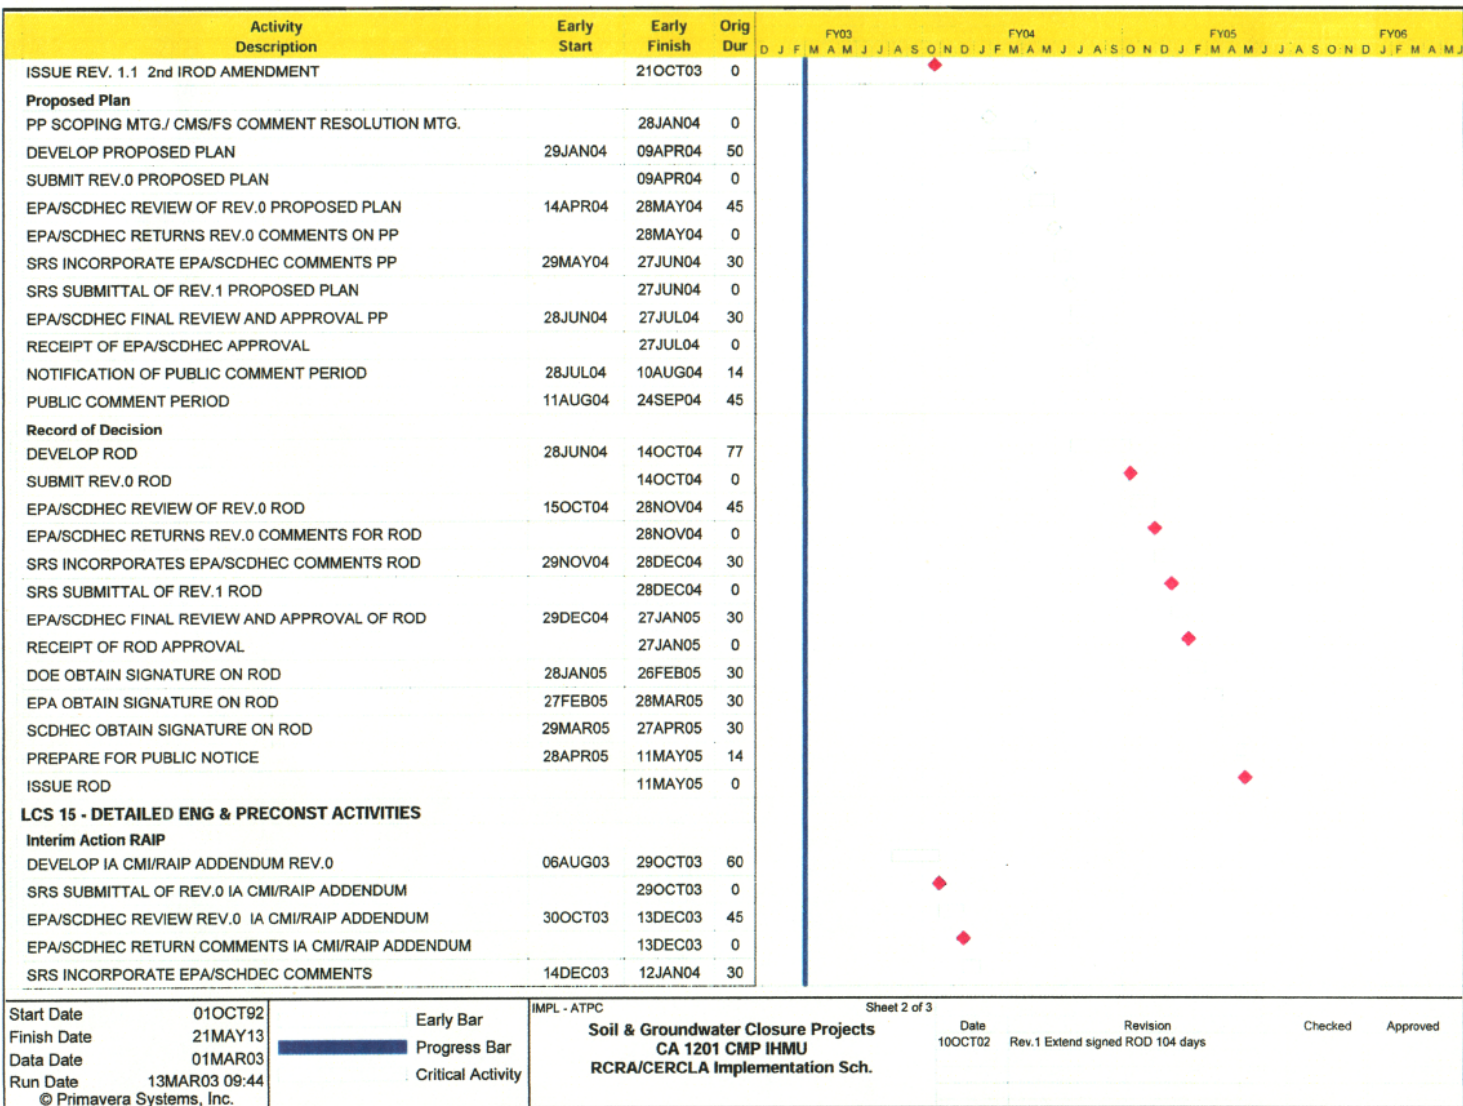 Activity Description Early Start Early Finish Orig Dur FY03 FY04 FY05 FY06
D J F M A M J J A S O N D J F M A M J J A S O N D J F M A M J J A S O N D J F M A M J
ISSUE REV. 1.1 2nd IROD AMENDMENT 21OCT03 0
Proposed Plan
PP SCOPING MTG./ CMS/FS COMMENT RESOLUTION MTG. 28JAN04 0
DEVELOP PROPOSED PLAN 29JAN04 09APR04 50
SUBMIT REV.0 PROPOSED PLAN 09APR04 0
EPA/SCDHEC REVIEW OF REV.0 PROPOSED PLAN 14APR04 28MAY04 45
EPA/SCDHEC RETURNS REV.0 COMMENTS ON PP 28MAY04 0
SRS INCORPORATE EPA/SCDHEC COMMENTS PP 29MAY04 27JUN04 30
SRS SUBMITTAL OF REV.1 PROPOSED PLAN 27JUN04 0
EPA/SCDHEC FINAL REVIEW AND APPROVAL PP 28JUN04 27JUL04 30
RECEIPT OF EPA/SCDHEC APPROVAL 27JUL04 0
NOTIFICATION OF PUBLIC COMMENT PERIOD 28JUL04 10AUG04 14
PUBLIC COMMENT PERIOD 11AUG04 24SEP04 45
Record of Decision
DEVELOP ROD 28JUN04 14OCT04 77
SUBMIT REV.0 ROD 14OCT04 0
EPA/SCDHEC REVIEW OF REV.0 ROD 15OCT04 28NOV04 45
EPA/SCDHEC RETURNS REV.0 COMMENTS FOR ROD 28NOV04 0
SRS INCORPORATES EPA/SCDHEC COMMENTS ROD 29NOV04 28DEC04 30
SRS SUBMITTAL OF REV.1 ROD 28DEC04 0
EPA/SCDHEC FINAL REVIEW AND APPROVAL OF ROD 29DEC04 27JAN05 30
RECEIPT OF ROD APPROVAL 27JAN05 0
DOE OBTAIN SIGNATURE ON ROD 28JAN05 26FEB05 30
EPA OBTAIN SIGNATURE ON ROD 27FEB05 28MAR05 30
SCDHEC OBTAIN SIGNATURE ON ROD 29MAR05 27APR05 30
PREPARE FOR PUBLIC NOTICE 28APR05 11MAY05 14
ISSUE ROD 11MAY05 0
LCS 15 - DETAILED ENG & PRECONST ACTIVITIES
Interim Action RAIP
DEVELOP IA CMI/RAIP ADDENDUM REV.0 06AUG03 29OCT03 60
SRS SUBMITTAL OF REV.0 IA CMI/RAIP ADDENDUM 29OCT03 0
EPA/SCDHEC REVIEW REV.0 IA CMI/RAIP ADDENDUM 30OCT03 13DEC03 45
EPA/SCDHEC RETURN COMMENTS IA CMI/RAIP ADDENDUM 13DEC03 0
SRS INCORPORATE EPA/SCHDEC COMMENTS 14DEC03 12JAN04 30
Start Date 01OCT92
Finish Date 21MAY13
Data Date 01MAR03
Run Date 13MAR03 09:44
© Primavera Systems, Inc.
Early Bar
Progress Bar
Critical Activity
IMPL - ATPC
Sheet 2 of 3
Soil & Groundwater Closure Projects
CA 1201 CMP IHMU
RCRA/CERCLA Implementation Sch.
Date Revision Checked Approved
10OCT02 Rev.1 Extend signed ROD 104 days